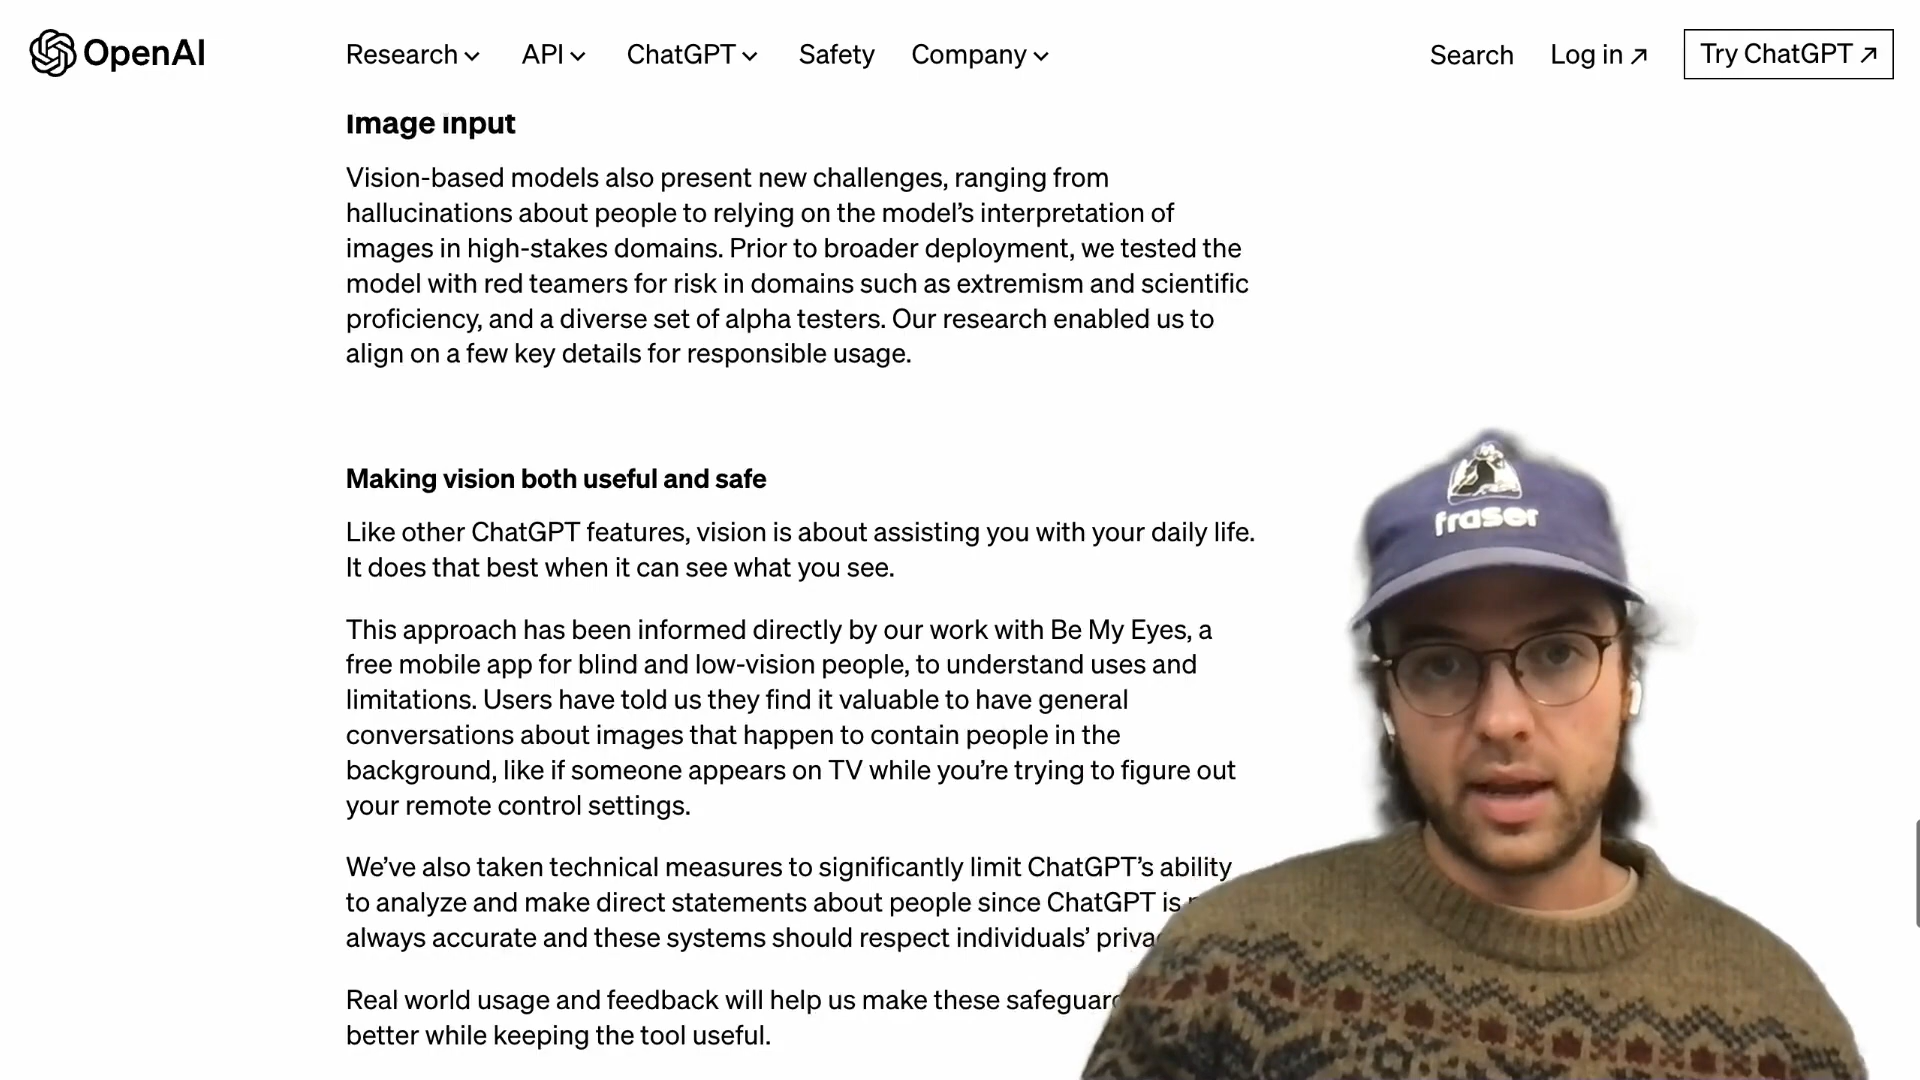 OpenAI
Research API ChatGPT Safety Company Search Log in ↗ Try ChatGPT ↗
Image input
Vision-based models also present new challenges, ranging from
hallucinations about people to relying on the model’s interpretation of
images in high-stakes domains. Prior to broader deployment, we tested the
model with red teamers for risk in domains such as extremism and scientific
proficiency, and a diverse set of alpha testers. Our research enabled us to
align on a few key details for responsible usage.
Making vision both useful and safe
Like other ChatGPT features, vision is about assisting you with your daily life.
It does that best when it can see what you see.
This approach has been informed directly by our work with Be My Eyes, a
free mobile app for blind and low-vision people, to understand uses and
limitations. Users have told us they find it valuable to have general
conversations about images that happen to contain people in the
background, like if someone appears on TV while you’re trying to figure out
your remote control settings.
We’ve also taken technical measures to significantly limit ChatGPT’s ability
to analyze and make direct statements about people since ChatGPT is
always accurate and these systems should respect individuals’
Real world usage and feedback will help us make these
better while keeping the tool useful.
fraser